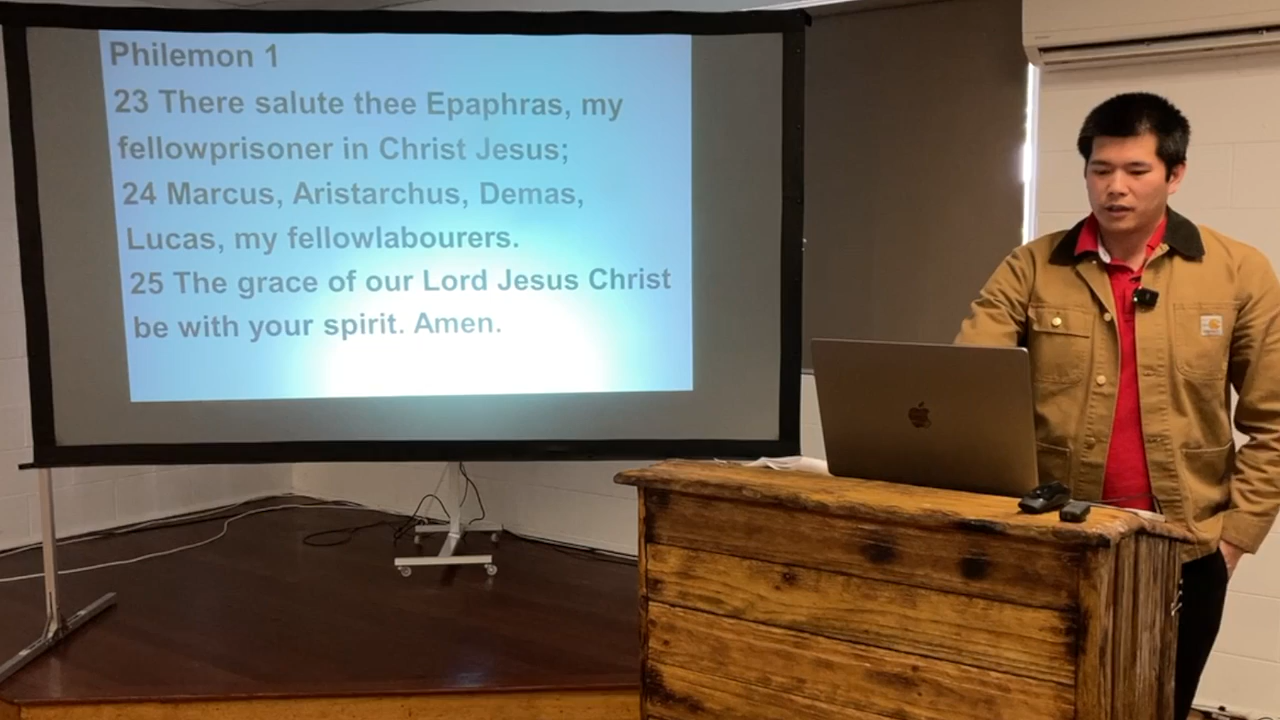 Philemon 1
23 There salute thee Epaphras, my
fellowprisoner in Christ Jesus;
24 Marcus, Aristarchus, Demas,
Lucas, my fellowlabourers.
25 The grace of our Lord Jesus Christ
be with your spirit. Amen.